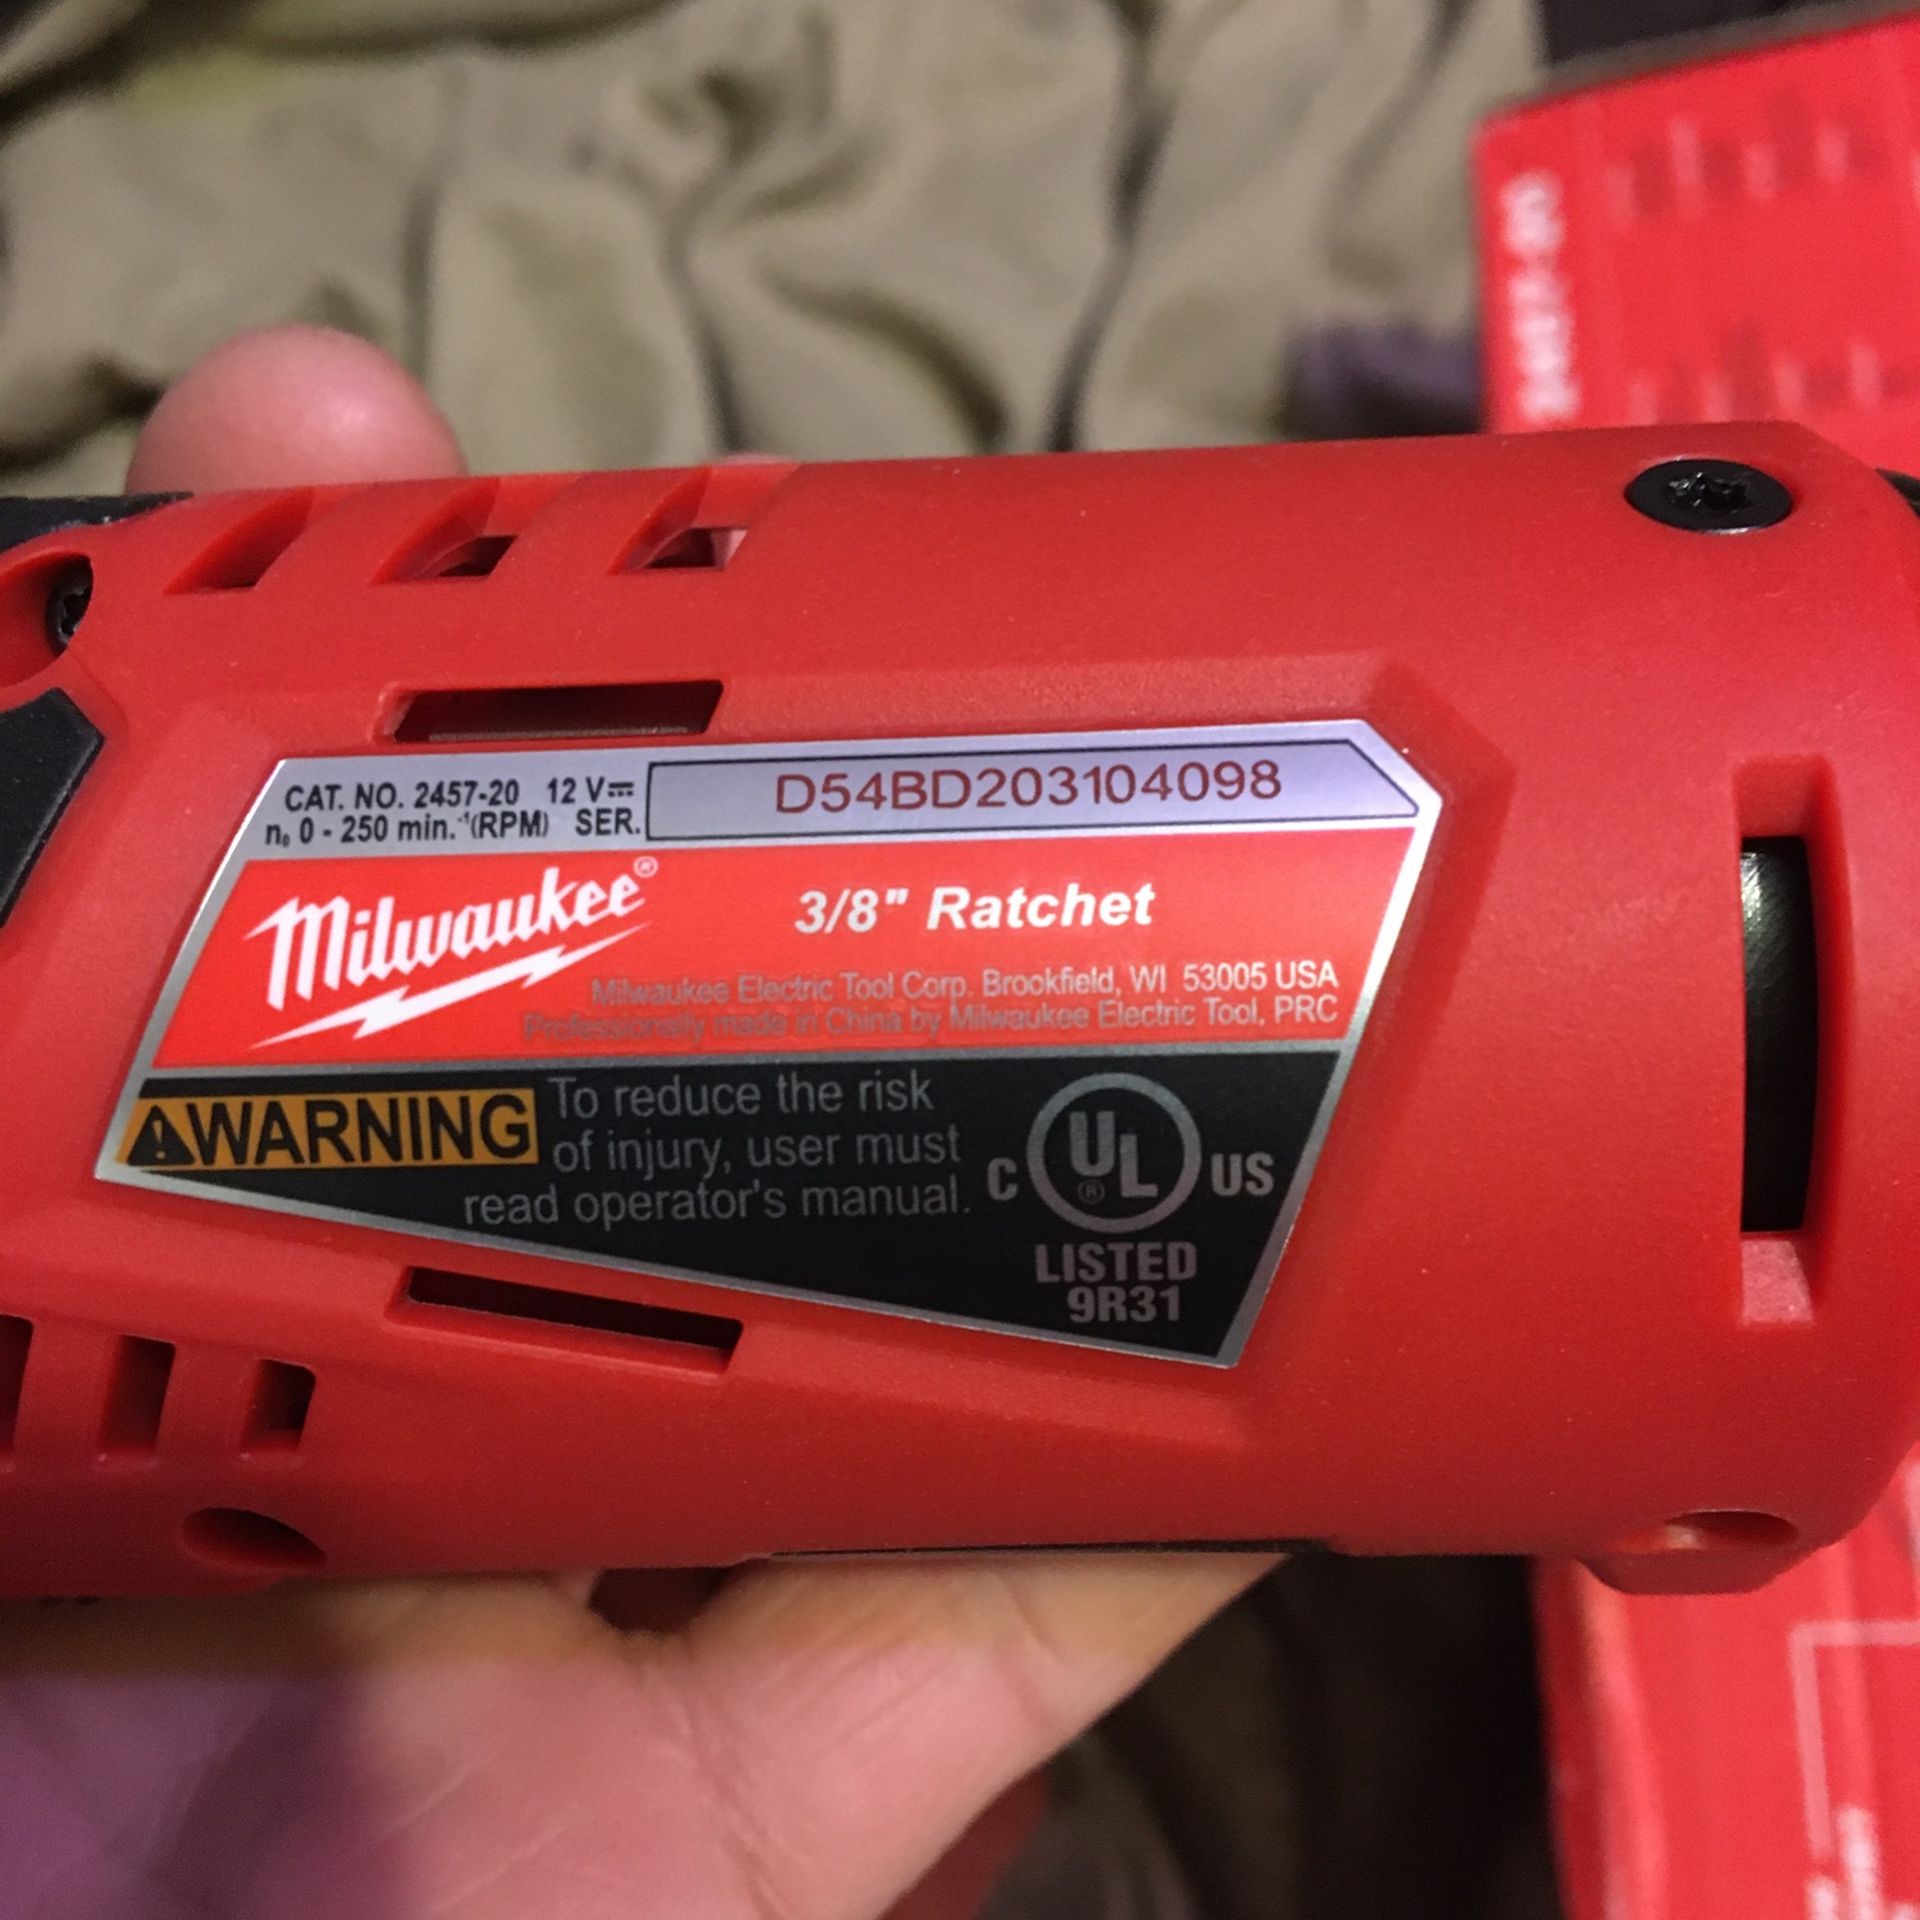 CAT. NO. 2457-20 12 V⎓
n₀ 0 - 250 min.⁻¹(RPM) SER.
D54BD203104098
Milwaukee®
3/8" Ratchet
Milwaukee Electric Tool Corp. Brookfield, WI 53005 USA
Professionally made in China by Milwaukee Electric Tool, PRC
WARNING
To reduce the risk
of injury, user must
read operator's manual.
C UL® US
LISTED
9R31